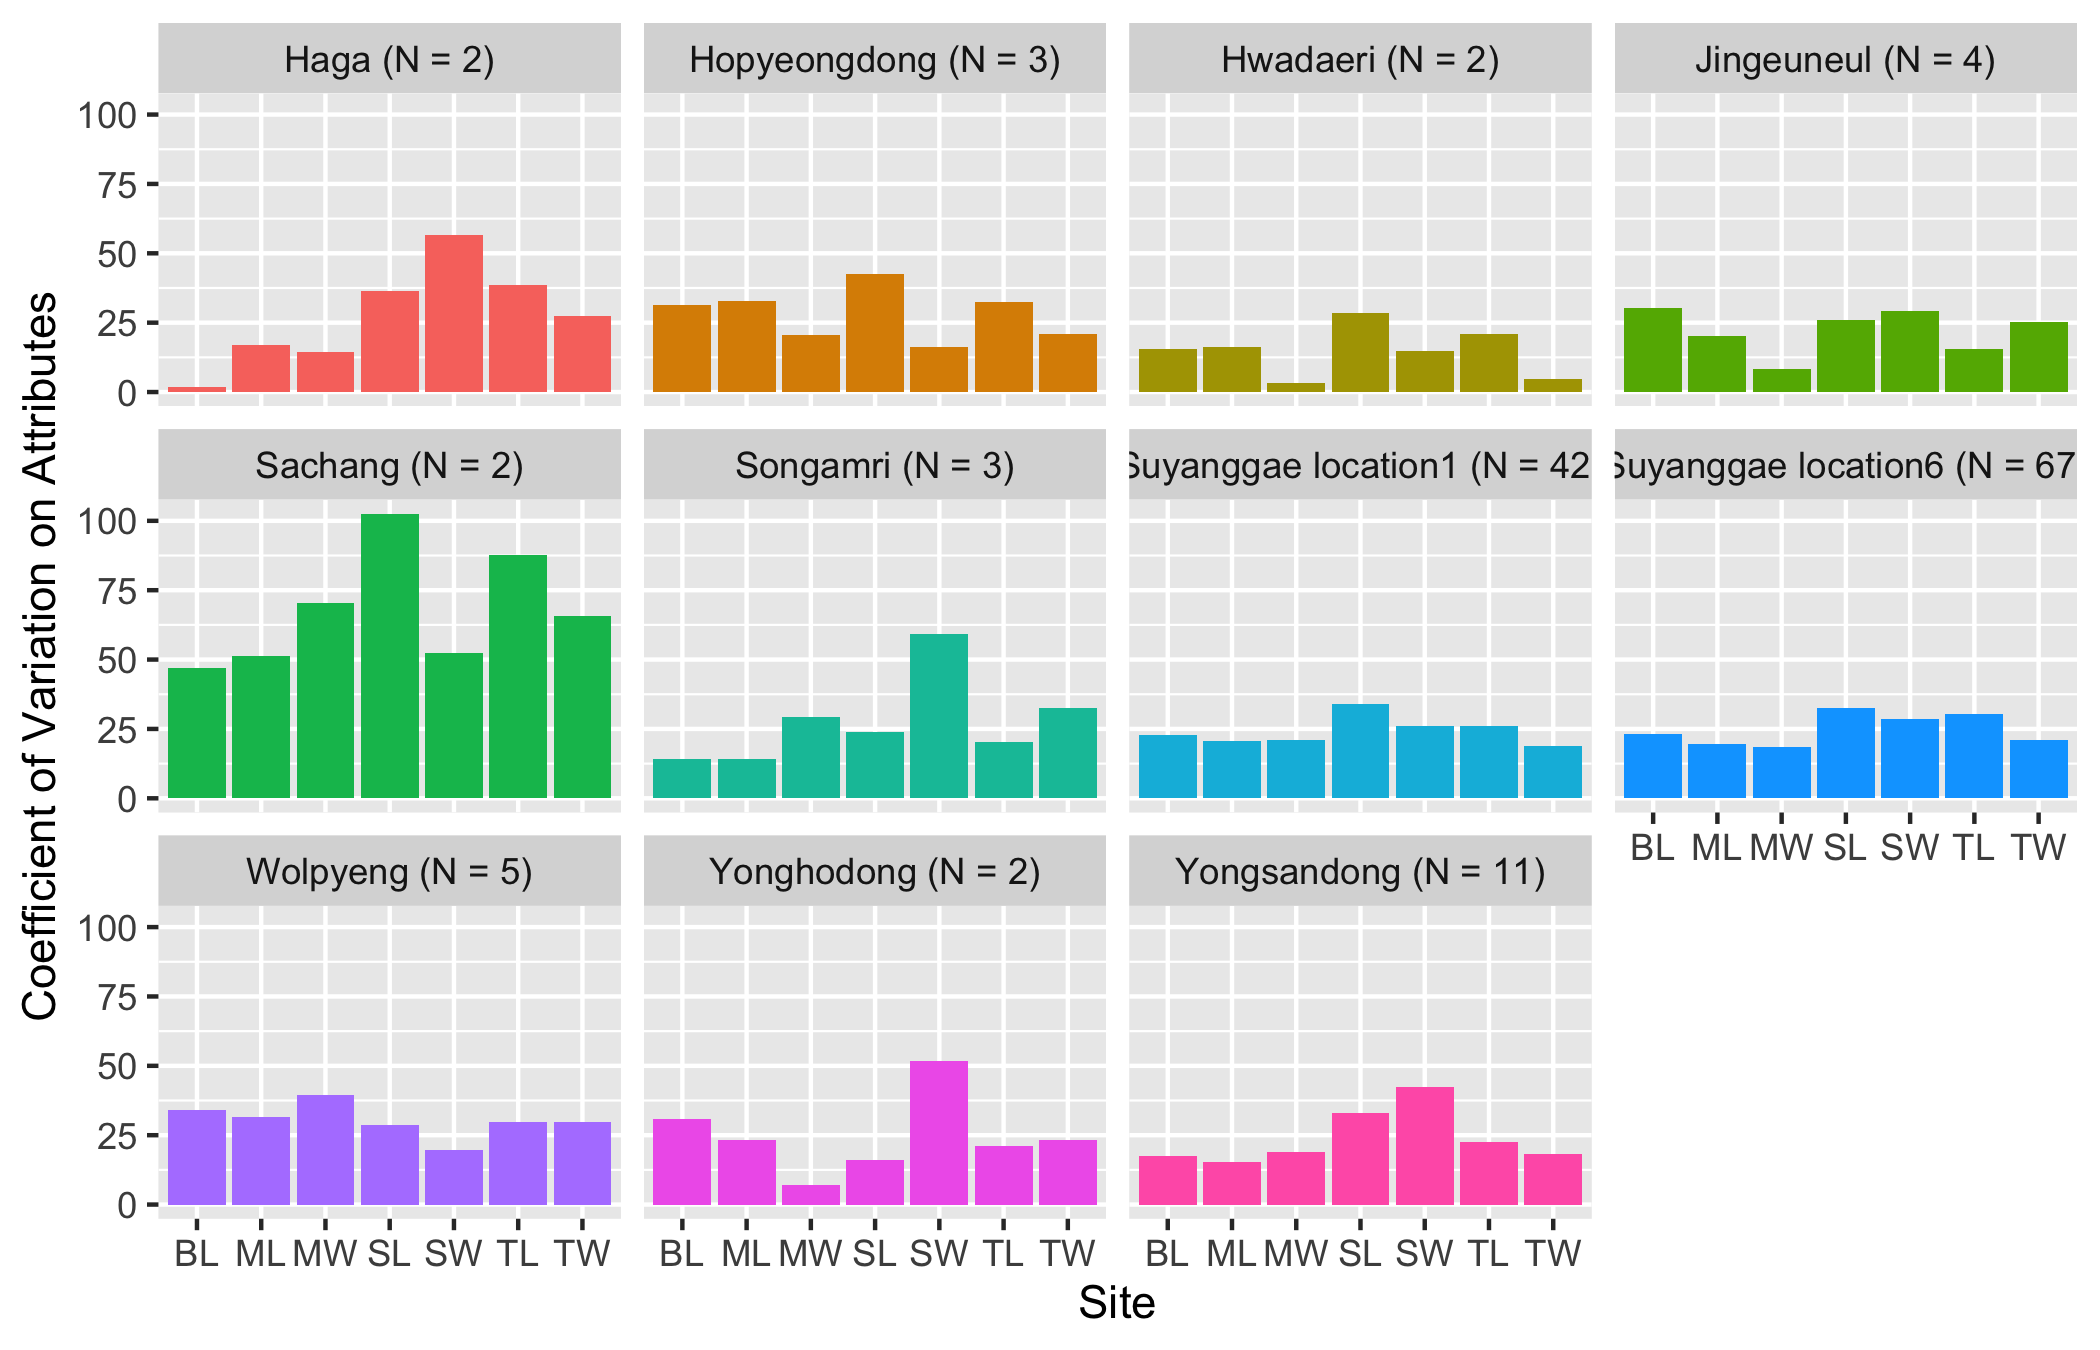 Coefficient of Variation on Attributes
Haga (N = 2)
Hopyeongdong (N = 3)
Hwadaeri (N = 2)
Jingeuneul (N = 4)
100
75
50
25
0
Sachang (N = 2)
Songamri (N = 3)
Suyanggae location1 (N = 42
Suyanggae location6 (N = 67
100
75
50
25
0
BL ML MW SL SW TL TW
Wolpyeng (N = 5)
Yonghodong (N = 2)
Yongsandong (N = 11)
100
75
50
25
0
BL ML MW SL SW TL TW
BL ML MW SL SW TL TW
BL ML MW SL SW TL TW
Site